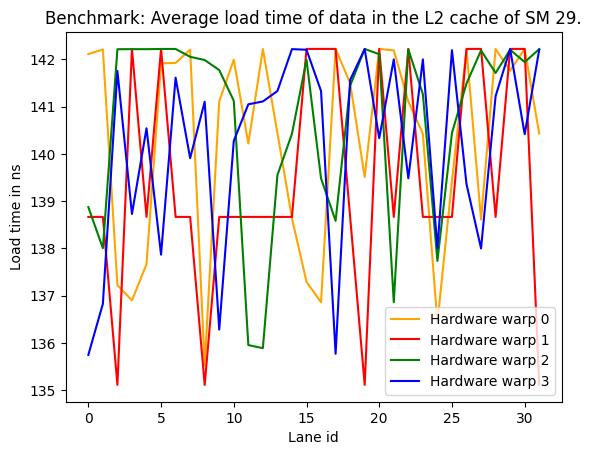 Benchmark: Average load time of data in the L2 cache of SM 29.
Load time in ns
142
141
140
139
138
137
136
135
0
5
10
15
20
25
30
Lane id
Hardware warp 0
Hardware warp 1
Hardware warp 2
Hardware warp 3